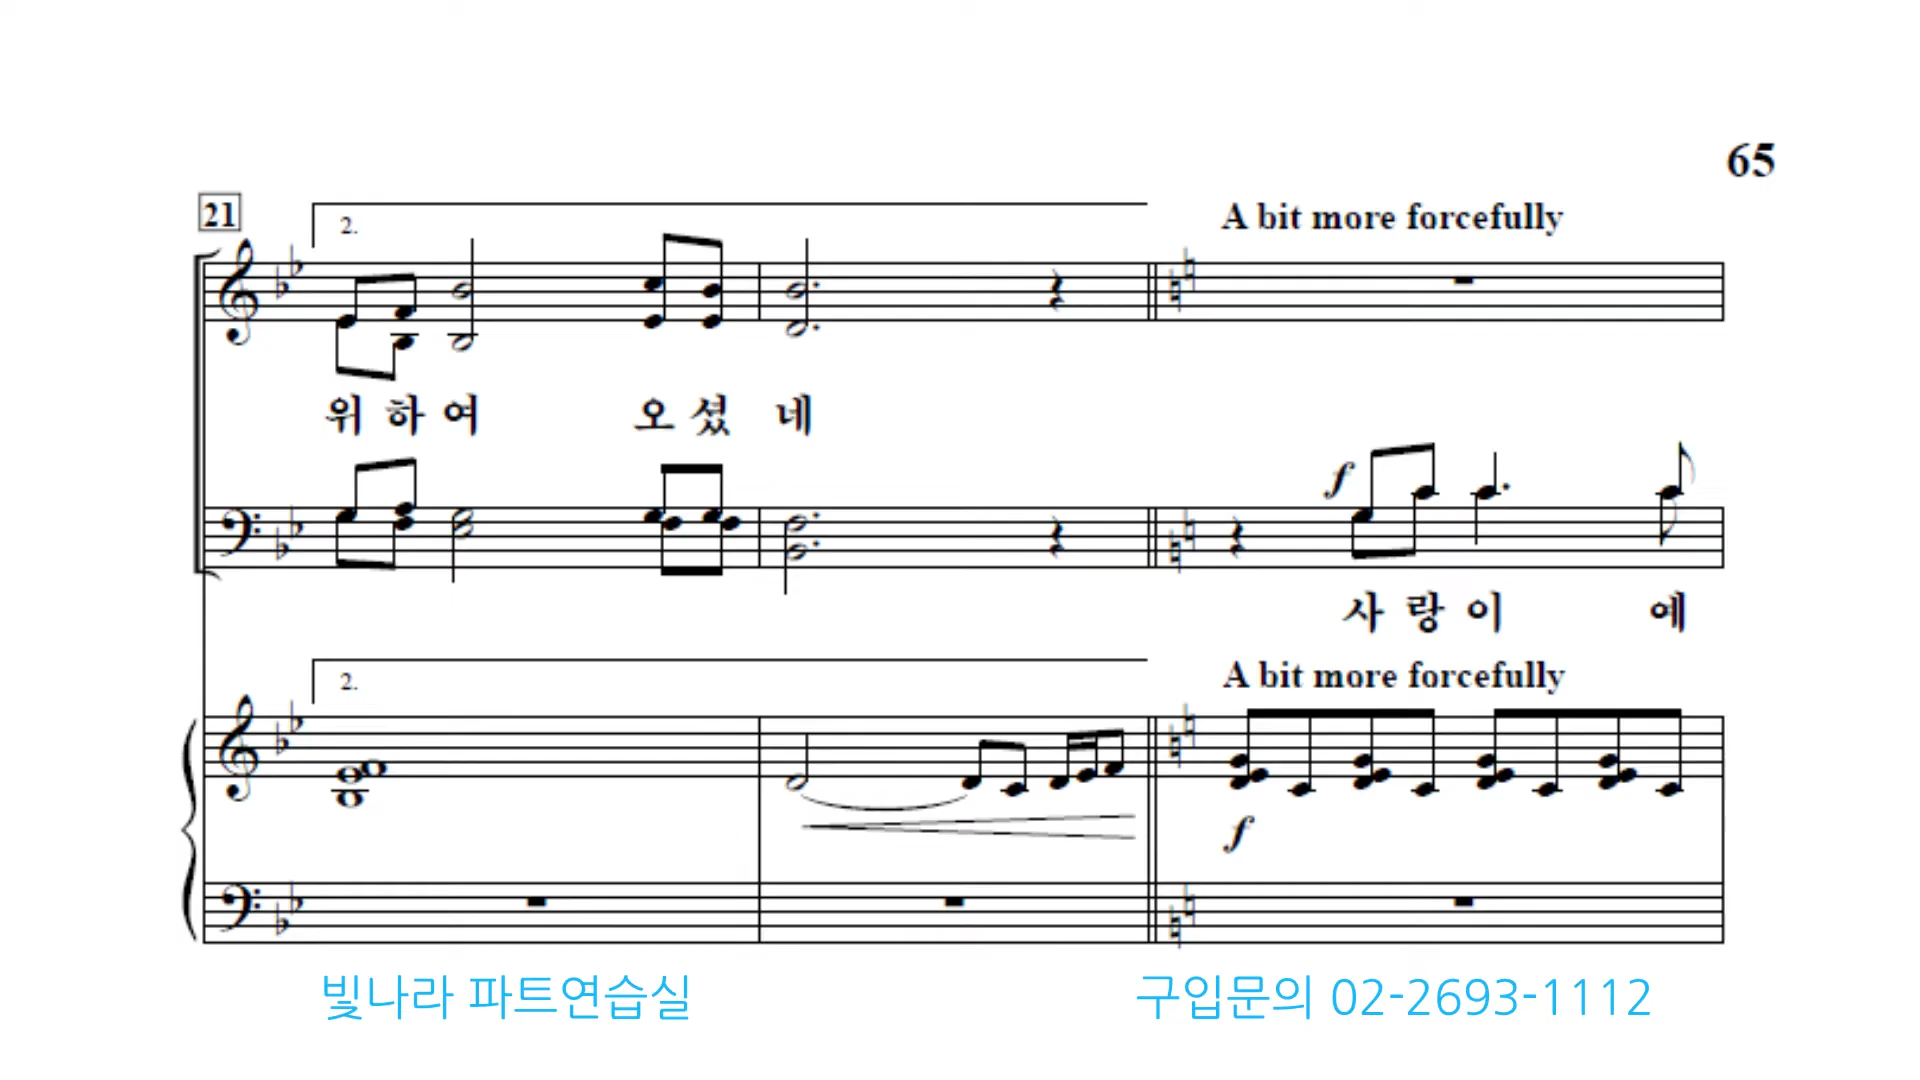 65
21
2.
A bit more forcefully
위 하 여 오 셨 네
f
사 랑 이 예
2.
A bit more forcefully
f
빛나라 파트연습실
구입문의 02-2693-1112